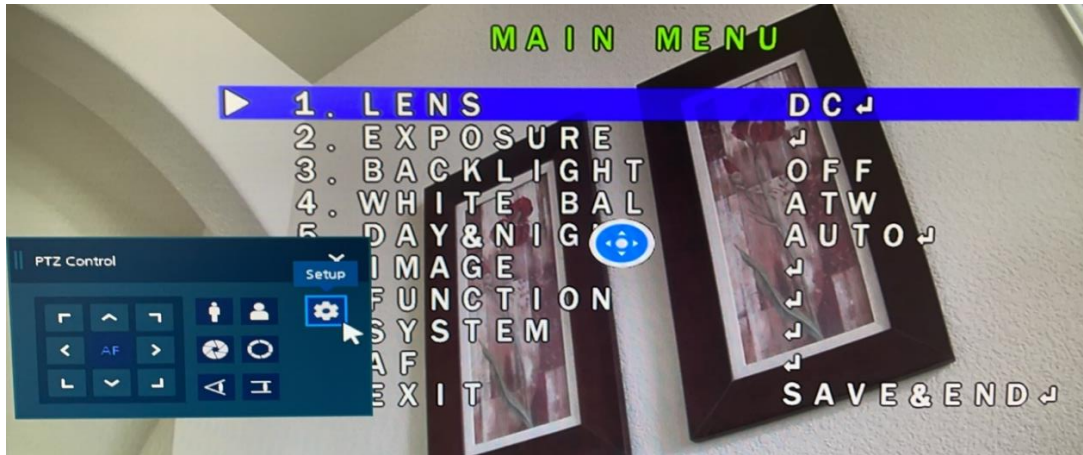 MAIN MENU
1. LENS DC↵
2. EXPOSURE ↵
3. BACKLIGHT OFF
4. WHITE BAL ATW
5. DAY&NIG AUTO↵
IMAGE ↵
FUNCTION ↵
SYSTEM ↵
AF ↵
EXIT SAVE&END↵
PTZ Control
Setup
AF